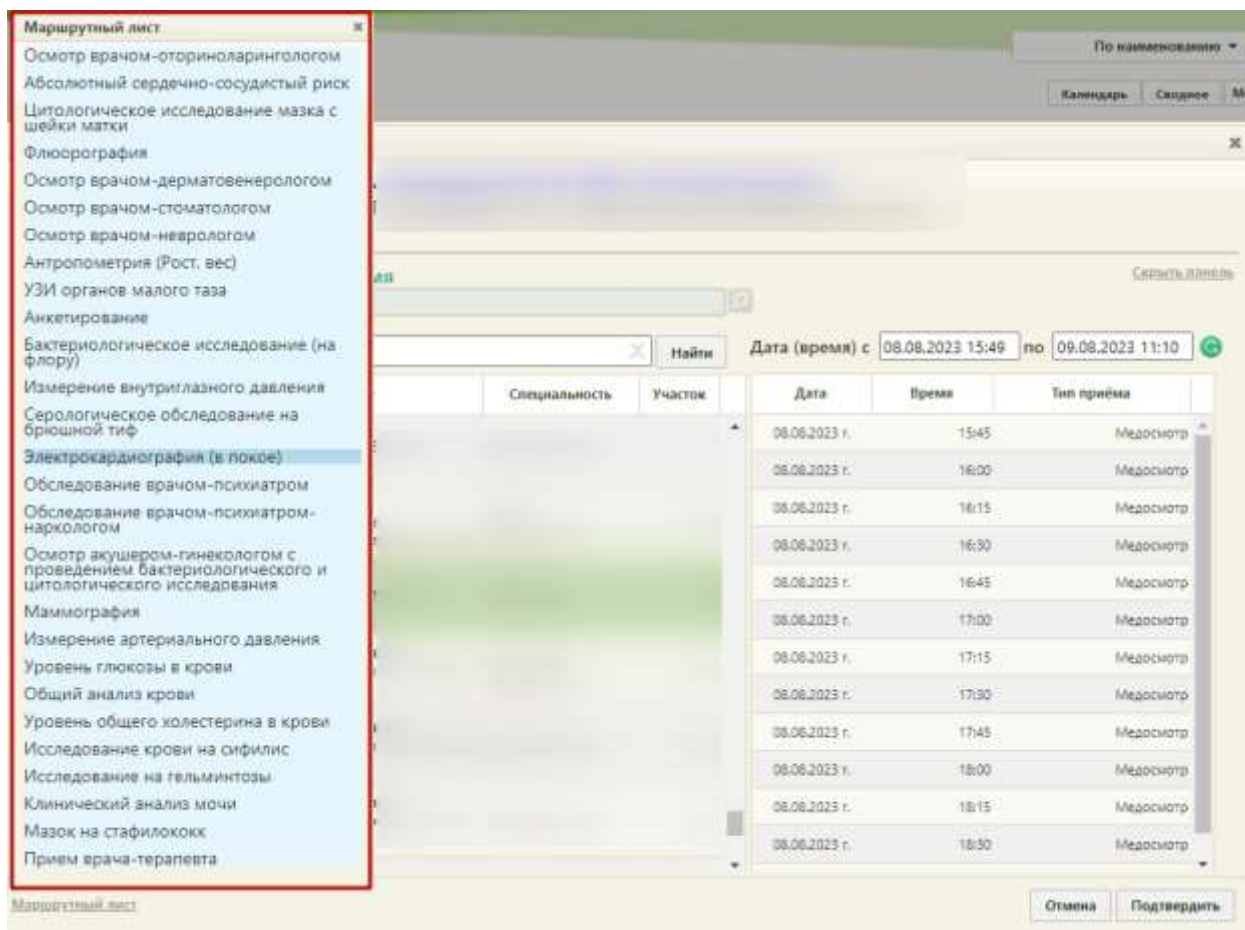 Маршрутный лист
Осмотр врачом-оториноларингологом
Абсолютный сердечно-сосудистый риск
Цитологическое исследование мазка с
шейки матки
Флюорография
Осмотр врачом-дерматовенерологом
Осмотр врачом-стоматологом
Осмотр врачом-неврологом
Антропометрия (Рост, вес)
УЗИ органов малого таза
Анкетирование
Бактериологическое исследование (на
флору)
Измерение внутриглазного давления
Серологическое обследование на
брюшной тиф
Электрокардиография (в покое)
Обследование врачом-психиатром
Обследование врачом-психиатром-
наркологом
Осмотр акушером-гинекологом с
проведением бактериологического и
цитологического исследования
Маммография
Измерение артериального давления
Уровень глюкозы в крови
Общий анализ крови
Уровень общего холестерина в крови
Исследование крови на сифилис
Исследование на гельминтозы
Клинический анализ мочи
Мазок на стафилококк
Прием врача-терапевта
Маршрутный лист
По наименованию
Календарь Сводное
Скрыть панель
Найти Дата (время) с 08.08.2023 15:49 по 09.08.2023 11:10
Специальность Участок Дата Время Тип приёма
08.08.2023 г. 15:45 Медосмотр
08.08.2023 г. 16:00 Медосмотр
08.08.2023 г. 16:15 Медосмотр
08.08.2023 г. 16:30 Медосмотр
08.08.2023 г. 16:45 Медосмотр
08.08.2023 г. 17:00 Медосмотр
08.08.2023 г. 17:15 Медосмотр
08.08.2023 г. 17:30 Медосмотр
08.08.2023 г. 17:45 Медосмотр
08.08.2023 г. 18:00 Медосмотр
08.08.2023 г. 18:15 Медосмотр
08.08.2023 г. 18:30 Медосмотр
Отмена Подтвердить